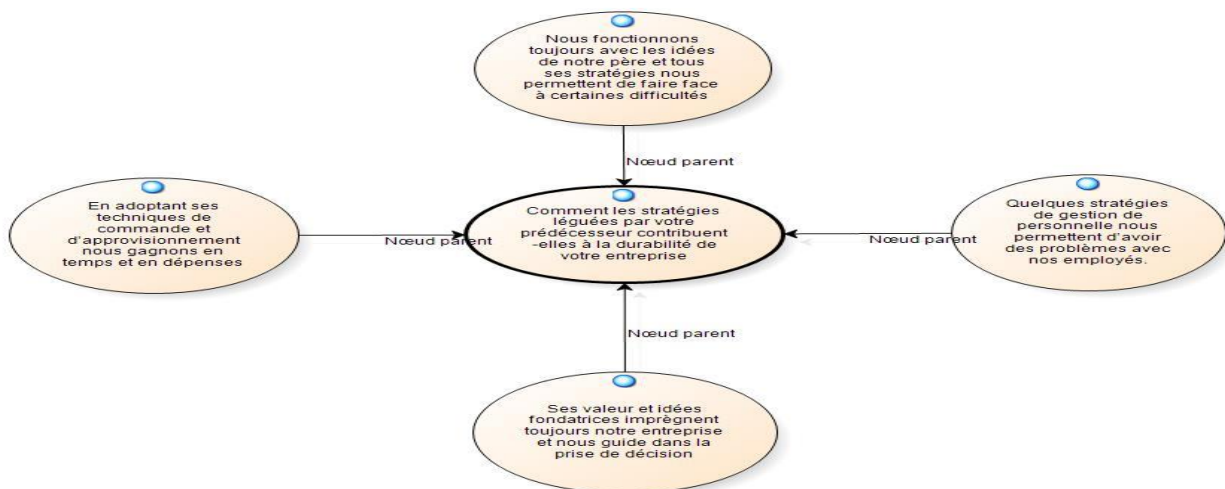 Nous fonctionnons
toujours avec les idées
de notre père et tous
ses stratégies nous
permettent de faire face
à certaines difficultés
Nœud parent
En adoptant ses
techniques de
commande et
d'approvisionnement
nous gagnons en
temps et en dépenses
Nœud parent
Comment les stratégies
léguées par votre
prédécesseur contribuent
-elles à la durabilité de
votre entreprise
Nœud parent
Quelques stratégies
de gestion de
personnelle nous
permettent d'avoir
des problèmes avec
nos employés.
Nœud parent
Ses valeur et idées
fondatrices imprègnent
toujours notre entreprise
et nous guide dans la
prise de décision